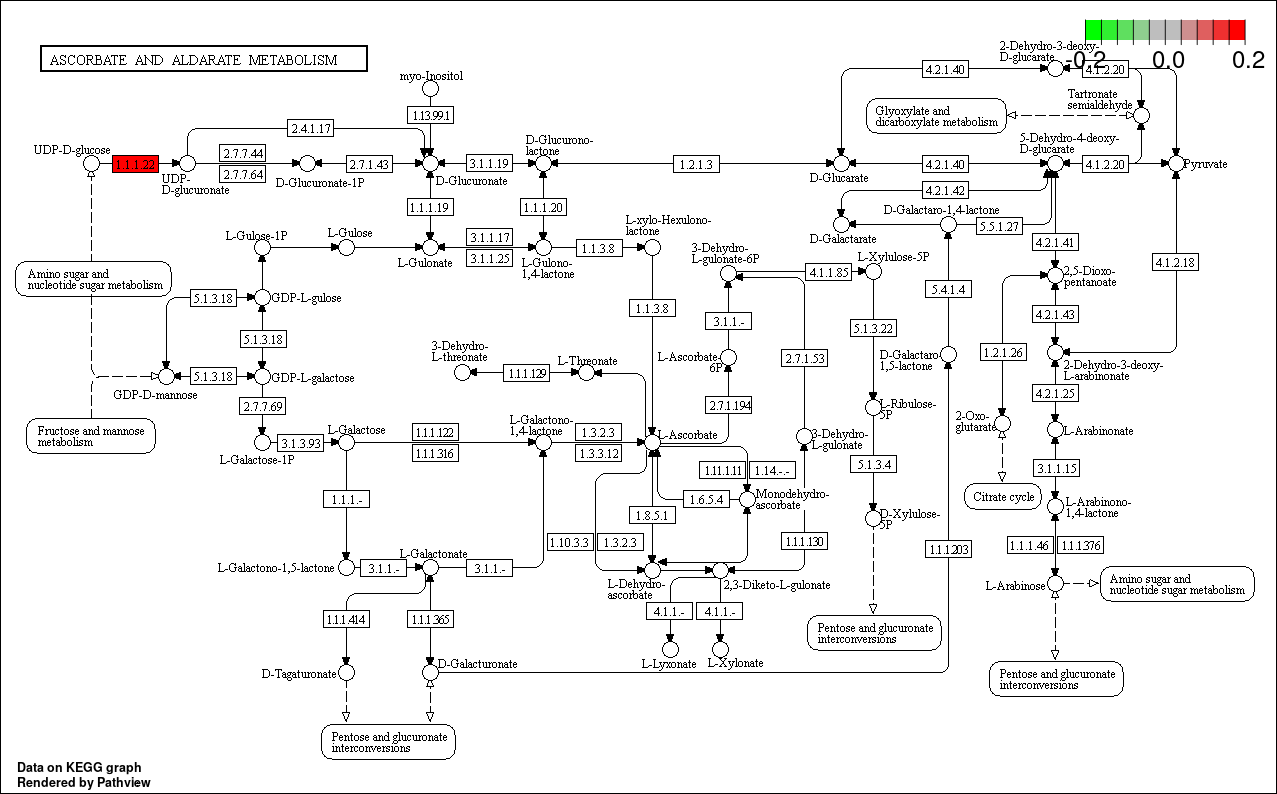 ASCORBATE AND ALDARATE METABOLISM
-0.2
0.0
0.2
myo-Inositol
1.13.99.1
2-Dehydro-3-deoxy-
D-glucarate
4.2.1.40
4.1.2.20
Tartronate
semialdehyde
Glyoxylate and
dicarboxylate metabolism
2.4.1.17
UDP-D-glucose
1.1.1.22
UDP-
D-glucuronate
2.7.7.44
2.7.7.64
D-Glucuronate-1P
2.7.1.43
D-Glucuronate
3.1.1.19
D-Glucurono-
lactone
1.2.1.3
D-Glucarate
4.2.1.40
5-Dehydro-4-deoxy-
D-glucarate
4.1.2.20
Pyruvate
4.2.1.42
1.1.1.19
1.1.1.20
D-Galactarate
D-Galactaro-1,4-lactone
5.5.1.27
L-Gulose-1P
L-Gulose
L-Gulonate
3.1.1.17
3.1.1.25
L-Gulono-
1,4-lactone
1.1.3.8
L-xylo-Hexulono-
lactone
4.2.1.41
3-Dehydro-
L-gulonate-6P
4.1.1.85
L-Xylulose-5P
2,5-Dioxo-
pentanoate
4.1.2.18
Amino sugar and
nucleotide sugar metabolism
5.1.3.18
GDP-L-gulose
5.4.1.4
1.1.3.8
3.1.1.-
5.1.3.22
4.2.1.43
5.1.3.18
3-Dehydro-
L-threonate
1.1.1.129
L-Threonate
L-Ascorbate-
6P
2.7.1.53
D-Galactaro-
1,5-lactone
1.2.1.26
2-Dehydro-3-deoxy-
L-arabinonate
GDP-D-mannose
5.1.3.18
GDP-L-galactose
2.7.7.69
2.7.1.194
L-Ribulose-
5P
4.2.1.25
2-Oxo-
glutarate
L-Arabinonate
Fructose and mannose
metabolism
L-Galactose-1P
3.1.3.93
L-Galactose
1.1.1.122
1.1.1.316
L-Galactono-
1,4-lactone
1.3.2.3
1.3.3.12
L-Ascorbate
3-Dehydro-
L-gulonate
5.1.3.4
3.1.1.15
1.11.1.11
1.14.-.-
1.1.1.-
1.6.5.4
Monodehydro-
ascorbate
Citrate cycle
L-Arabinono-
1,4-lactone
1.8.5.1
D-Xylulose-
5P
1.10.3.3
1.3.2.3
1.1.1.130
1.1.1.203
1.1.1.46
1.1.1.376
L-Galactono-1,5-lactone
3.1.1.-
L-Galactonate
3.1.1.-
L-Dehydro-
ascorbate
2,3-Diketo-L-gulonate
L-Arabinose
Amino sugar and
nucleotide sugar metabolism
4.1.1.-
4.1.1.-
1.1.1.414
1.1.1.365
Pentose and glucuronate
interconversions
L-Lyxonate
L-Xylonate
D-Tagaturonate
D-Galacturonate
Pentose and glucuronate
interconversions
Pentose and glucuronate
interconversions
Data on KEGG graph
Rendered by Pathview